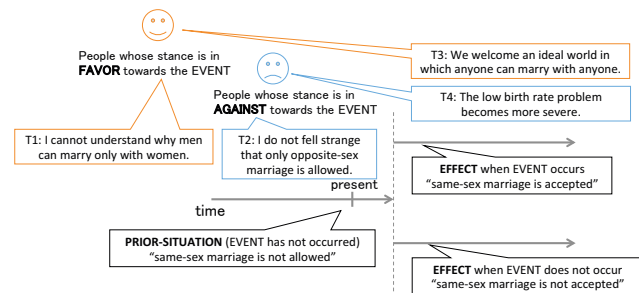 People whose stance is in
FAVOR towards the EVENT
T3: We welcome an ideal world in
which anyone can marry with anyone.
People whose stance is in
AGAINST towards the EVENT
T4: The low birth rate problem
becomes more severe.
T1: I cannot understand why men
can marry only with women.
T2: I do not fell strange
that only opposite-sex
marriage is allowed.
EFFECT when EVENT occurs
“same-sex marriage is accepted”
present
time
PRIOR-SITUATION (EVENT has not occurred)
“same-sex marriage is not allowed”
EFFECT when EVENT does not occur
“same-sex marriage is not accepted”